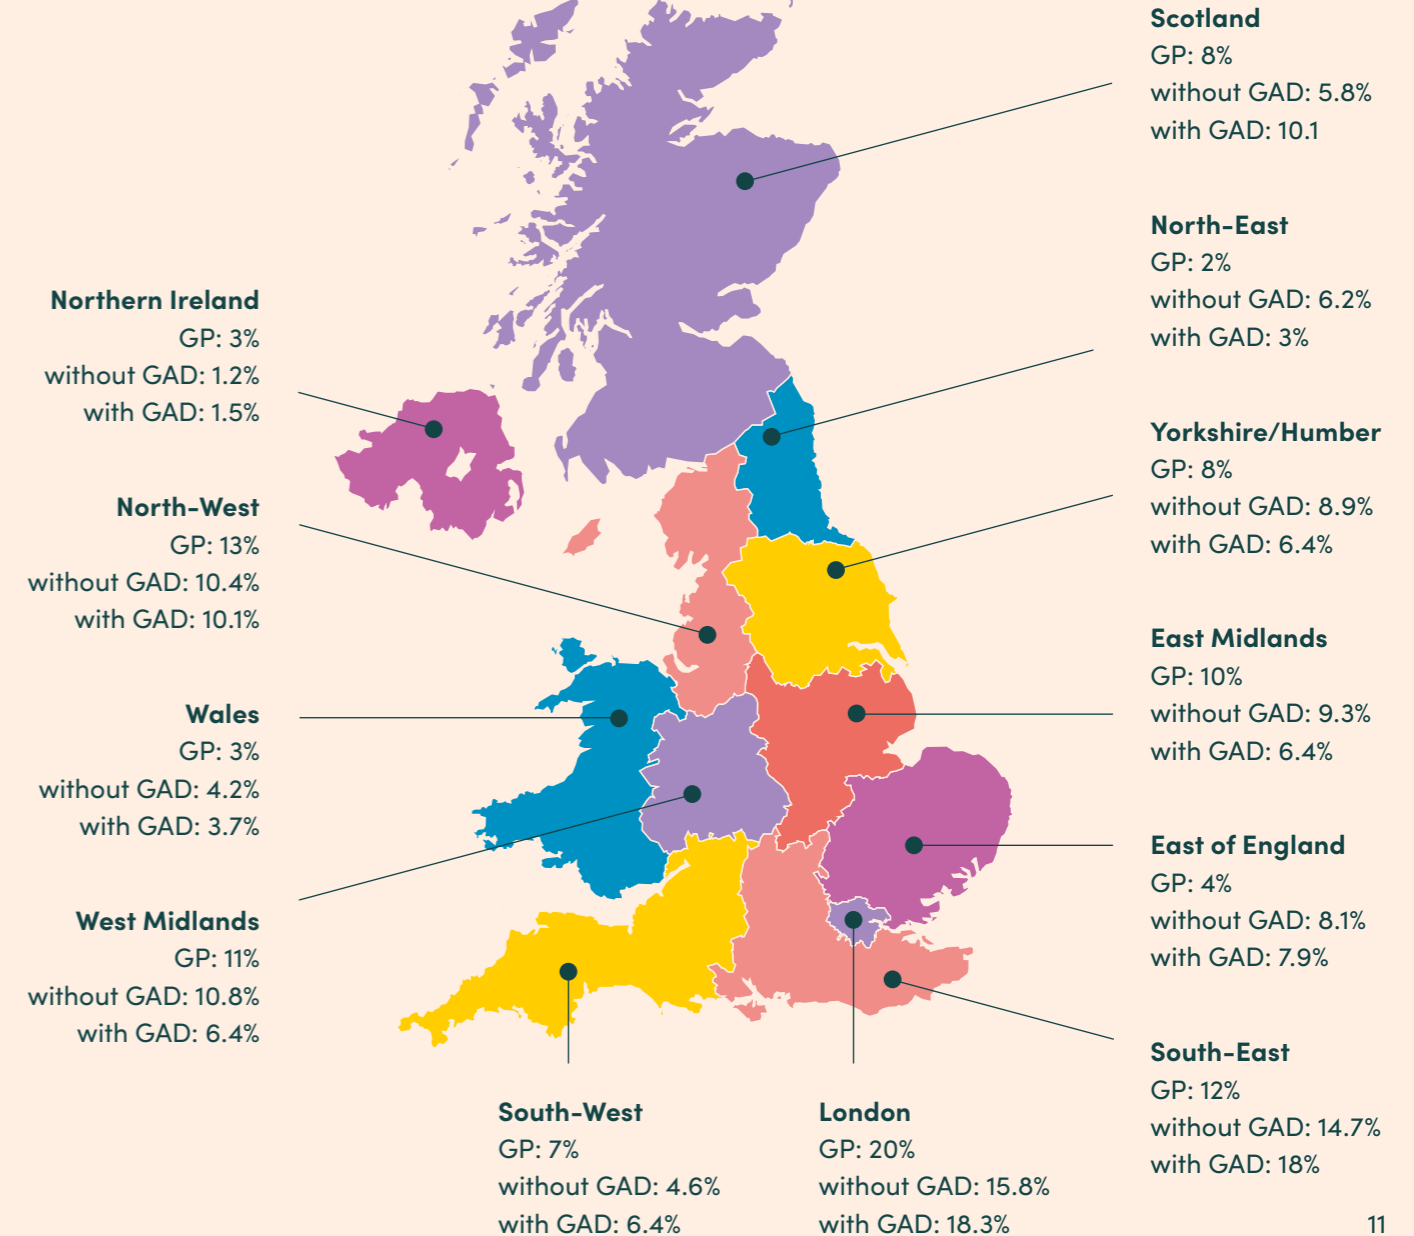 Scotland
GP: 8%
without GAD: 5.8%
with GAD: 10.1
North-East
GP: 2%
without GAD: 6.2%
with GAD: 3%
Northern Ireland
GP: 3%
without GAD: 1.2%
with GAD: 1.5%
Yorkshire/Humber
GP: 8%
without GAD: 8.9%
with GAD: 6.4%
North-West
GP: 13%
without GAD: 10.4%
with GAD: 10.1%
East Midlands
GP: 10%
without GAD: 9.3%
with GAD: 6.4%
Wales
GP: 3%
without GAD: 4.2%
with GAD: 3.7%
East of England
GP: 4%
without GAD: 8.1%
with GAD: 7.9%
West Midlands
GP: 11%
without GAD: 10.8%
with GAD: 6.4%
South-East
GP: 12%
without GAD: 14.7%
with GAD: 18%
South-West
GP: 7%
without GAD: 4.6%
with GAD: 6.4%
London
GP: 20%
without GAD: 15.8%
with GAD: 18.3%
11